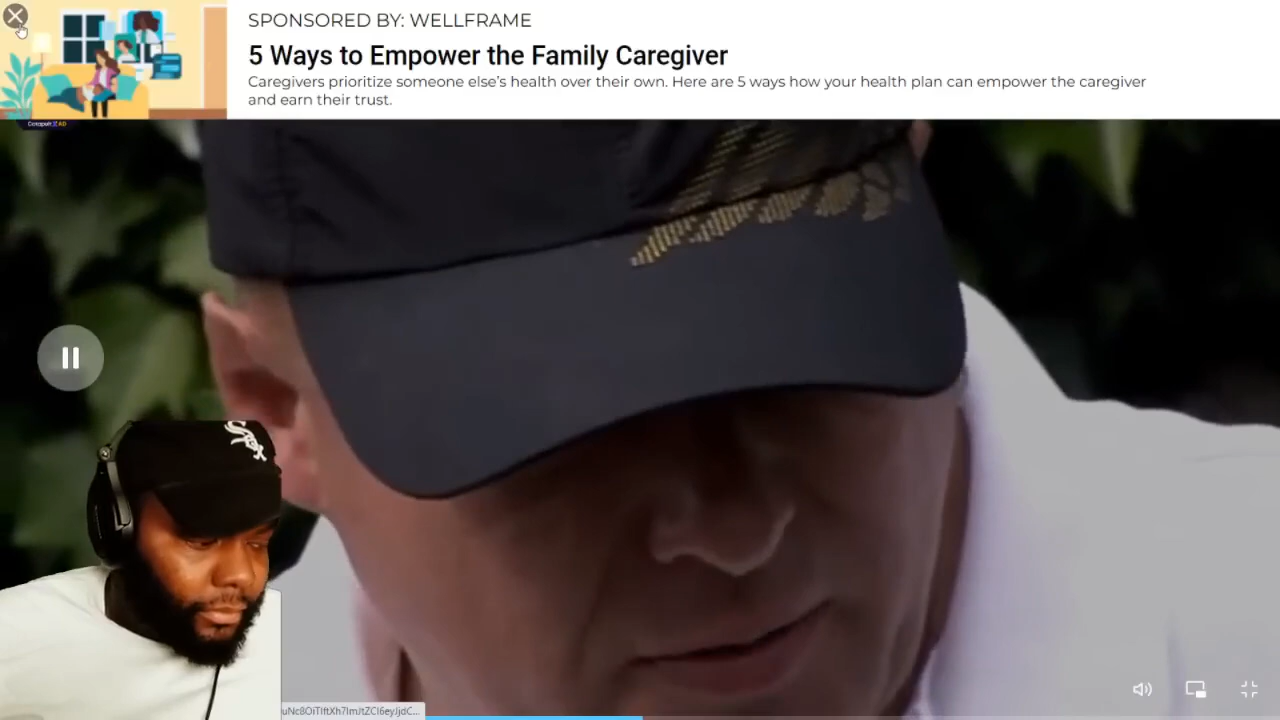 SPONSORED BY: WELLFRAME
5 Ways to Empower the Family Caregiver
Caregivers prioritize someone else's health over their own. Here are 5 ways how your health plan can empower the caregiver
and earn their trust.
Sox